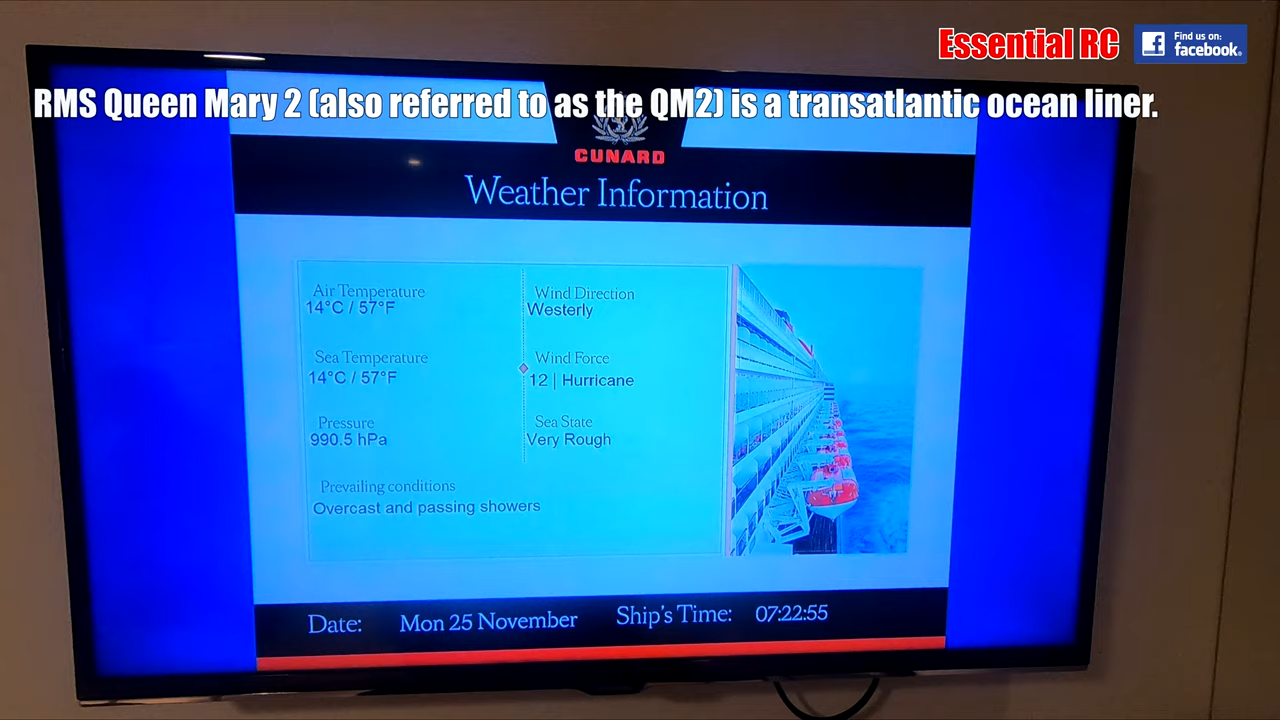 Essential RC
Find us on:
facebook.
RMS Queen Mary 2 (also referred to as the QM2) is a transatlantic ocean liner.
CUNARD
Weather Information
Air Temperature
14°C / 57°F
Wind Direction
Westerly
Sea Temperature
14°C / 57°F
Wind Force
12 | Hurricane
Pressure
990.5 hPa
Sea State
Very Rough
Prevailing conditions
Overcast and passing showers
Date: Mon 25 November Ship's Time: 07:22:55